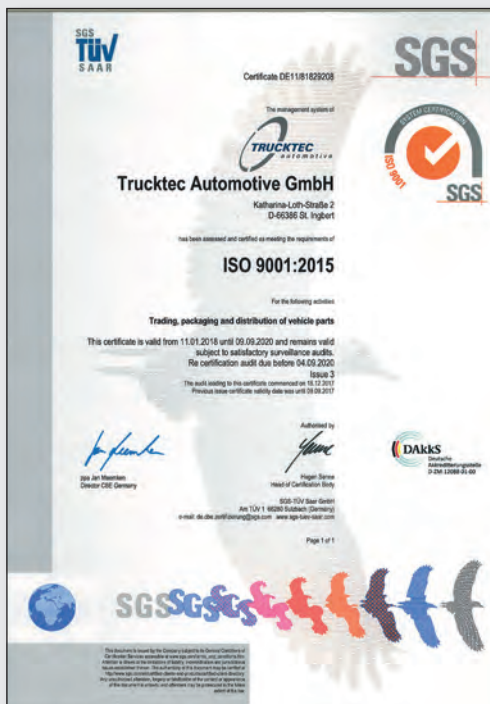 SGS
TÜV
SAAR
SGS
Certificate DE11/81829208
The management system of
TRUCKTEC
automotive
SYSTEM CERTIFICATION
ISO 9001
SGS
Trucktec Automotive GmbH
Katharina-Loth-Straße 2
D-66386 St. Ingbert
has been assessed and certified as meeting the requirements of
ISO 9001:2015
For the following activities
Trading, packaging and distribution of vehicle parts
This certificate is valid from 11.01.2018 until 09.09.2020 and remains valid
subject to satisfactory surveillance audits.
Re certification audit due before 04.09.2020
Issue 3
The audit leading to this certificate commenced on 18.12.2017
Previous issue certificate validity date was until 09.09.2017
Authorised by
ppa Jan Meemken
Director CBE Germany
Hagen Sanne
Head of Certification Body
DAkkS
Deutsche
Akkreditierungsstelle
D-ZM-12088-01-00
SGS-TÜV Saar GmbH
Am TÜV 1 66280 Sulzbach (Germany)
Page 1 of 1
SGS SGS SGS